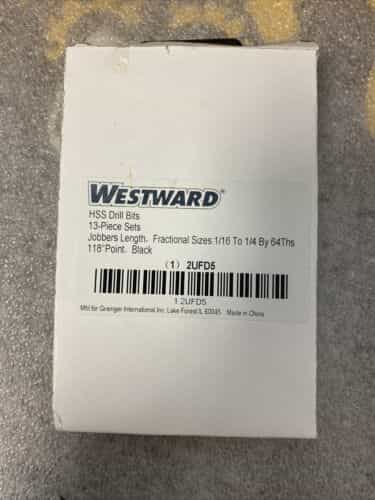 WESTWARD®
HSS Drill Bits
13-Piece Sets
Jobbers Length, Fractional Sizes 1/16 To 1/4 By 64Ths
118°Point, Black
(1) 2UFD5
1 2UFD5
Mfd for Grainger International Inc. Lake Forest IL 60045 Made in China